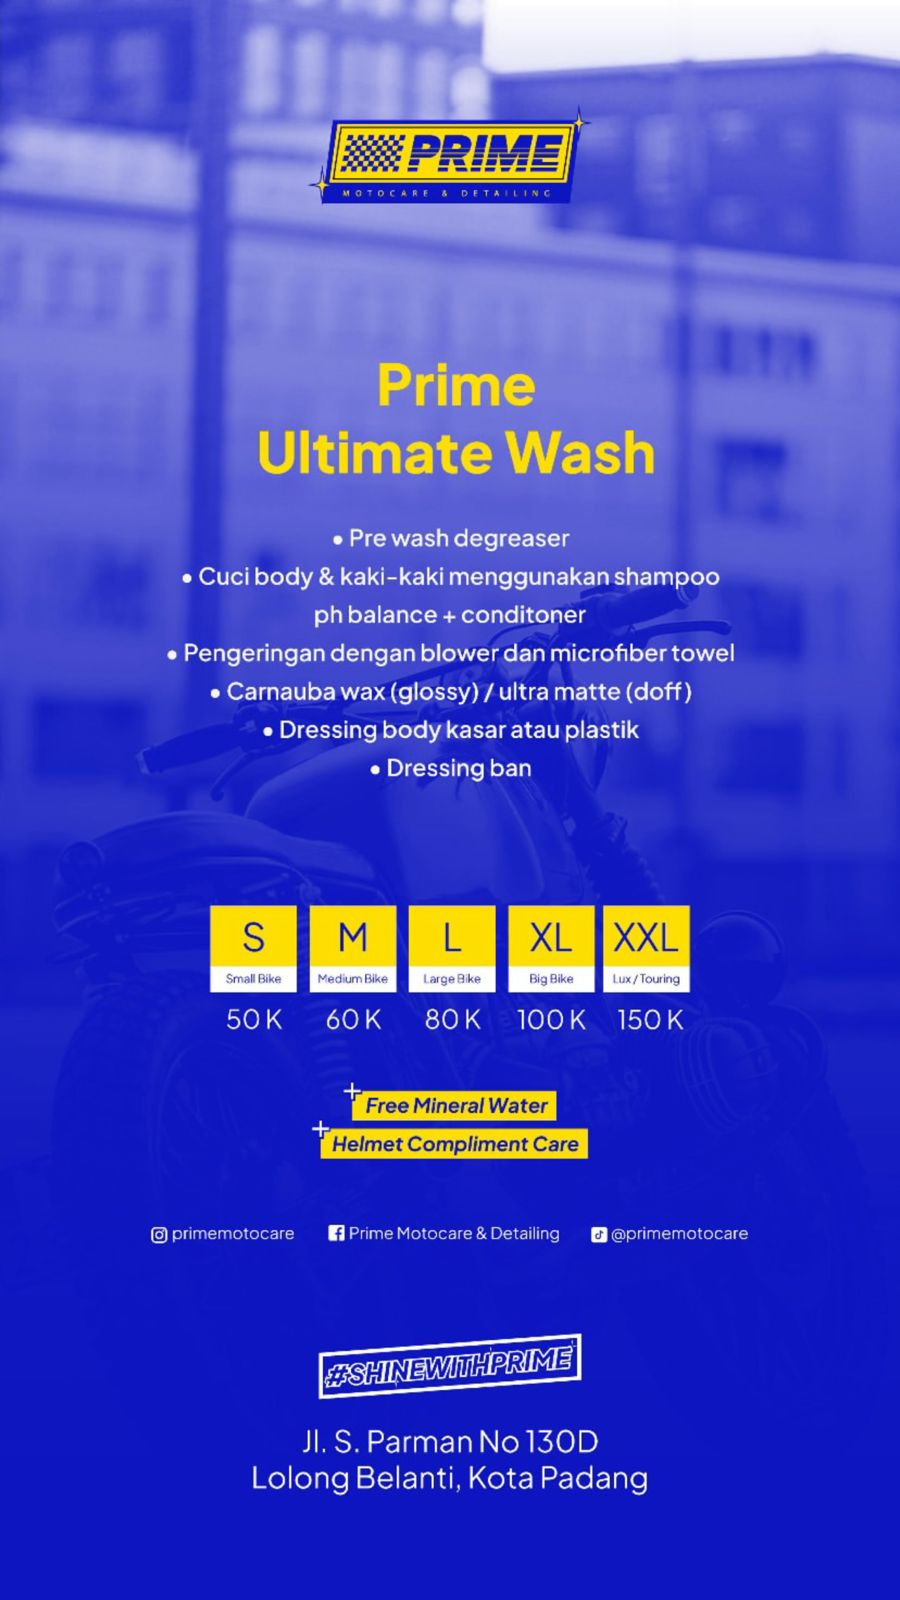 PRIME
MOTOCARE & DETAILING
Prime
Ultimate Wash
• Pre wash degreaser
• Cuci body & kaki-kaki menggunakan shampoo
ph balance + conditoner
• Pengeringan dengan blower dan microfiber towel
• Carnauba wax (glossy) / ultra matte (doff)
• Dressing body kasar atau plastik
• Dressing ban
S M L XL XXL
Small Bike Medium Bike Large Bike Big Bike Lux / Touring
50 K 60 K 80 K 100 K 150 K
+ Free Mineral Water
+ Helmet Compliment Care
primemotocare Prime Motocare & Detailing @primemotocare
#SHINEWITHPRIME
Jl. S. Parman No 130D
Lolong Belanti, Kota Padang